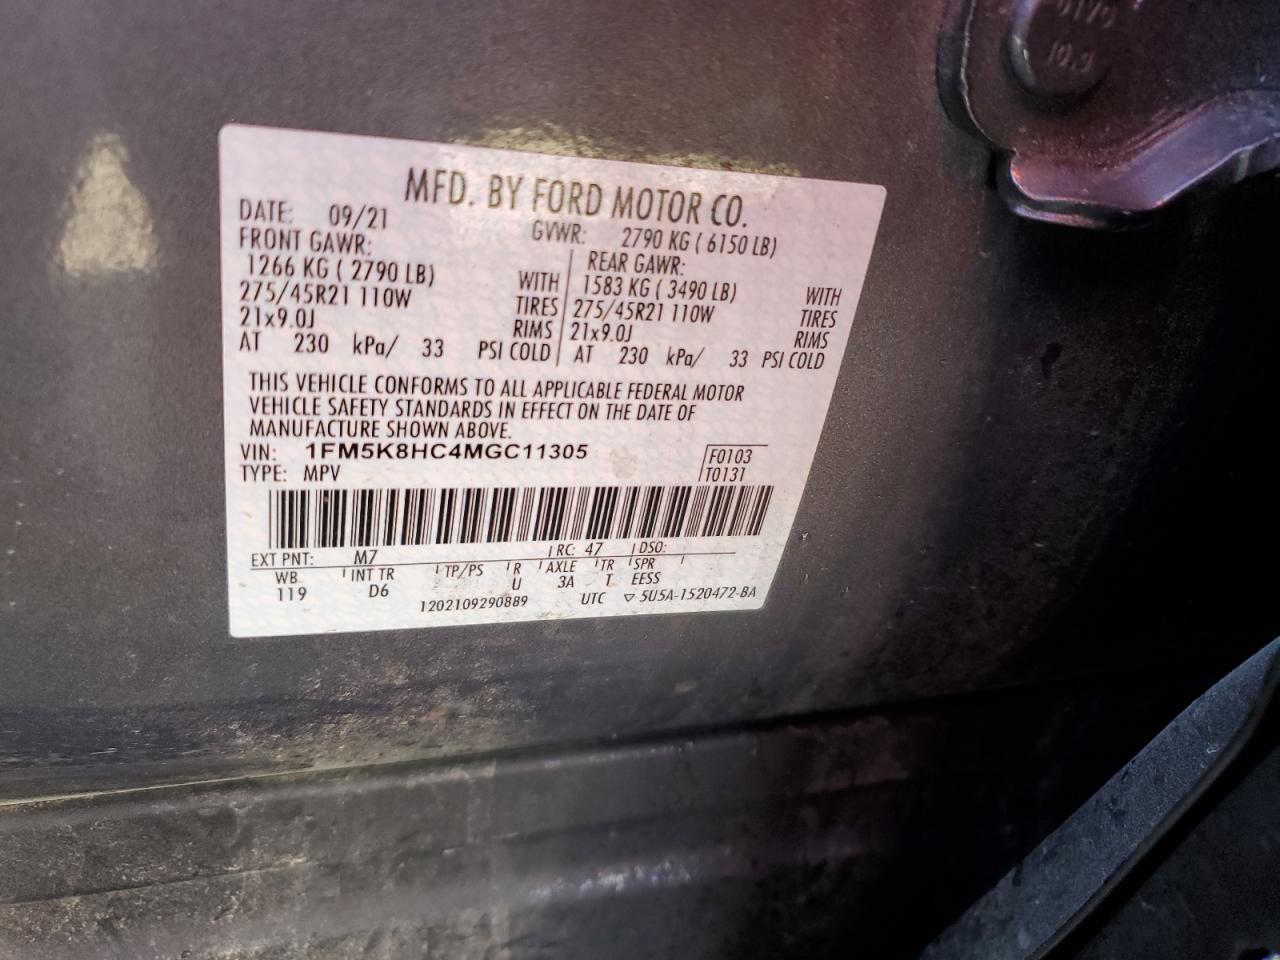 10.9
MFD. BY FORD MOTOR CO.
DATE: 09/21 GVWR: 2790 KG ( 6150 LB)
FRONT GAWR: REAR GAWR:
1266 KG ( 2790 LB) WITH 1583 KG ( 3490 LB) WITH
275/45R21 110W TIRES 275/45R21 110W TIRES
21x9.0J RIMS 21x9.0J RIMS
AT 230 kPa/ 33 PSI COLD AT 230 kPa/ 33 PSI COLD
THIS VEHICLE CONFORMS TO ALL APPLICABLE FEDERAL MOTOR
VEHICLE SAFETY STANDARDS IN EFFECT ON THE DATE OF
MANUFACTURE SHOWN ABOVE.
VIN: 1FM5K8HC4MGC11305 F0103
TYPE: MPV T0131
EXT PNT: M7 RC: 47 DSO:
WB INT TR TP/PS R AXLE TR SPR
119 D6 U 3A T EESS
1202109290889 UTC ▽ 5U5A-1520472-BA